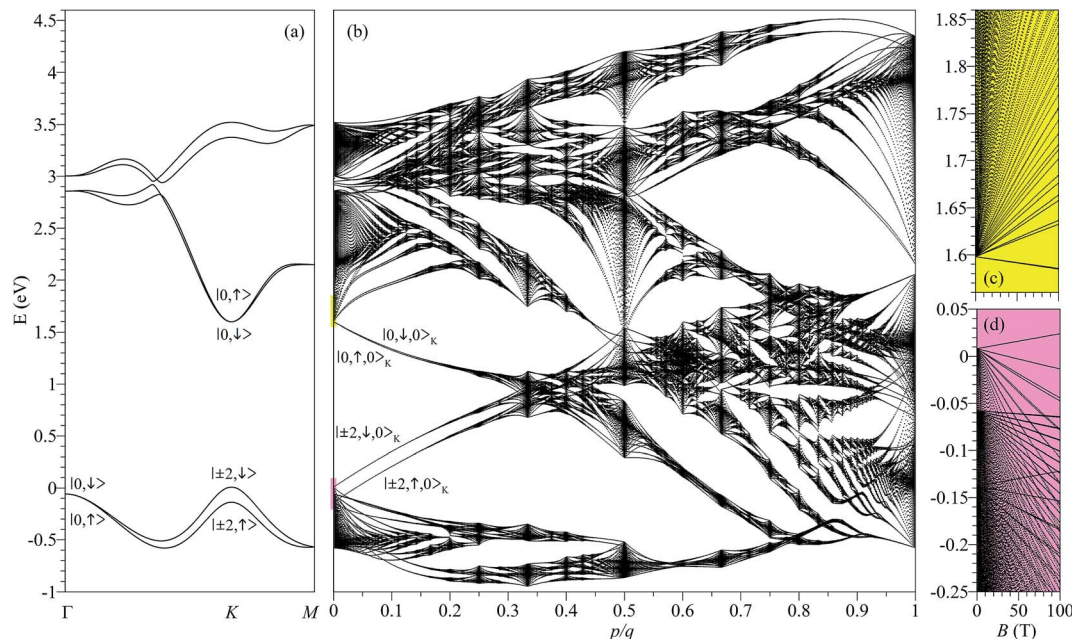 (a)
4.5
4
3.5
3
2.5
2
1.5
1
0.5
0
-0.5
-1
E (eV)
|0,↑>
|0,↓>
|0,↓>
|0,↑>
|±2,↓>
|±2,↑>
Γ
K
M
(b)
|0,↓,0>K
|0,↑,0>K
|±2,↓,0>K
|±2,↑,0>K
0 0.1 0.2 0.3 0.4 0.5 0.6 0.7 0.8 0.9 1
p/q
1.85
1.8
1.75
1.7
1.65
1.6
(c)
0.05
0
-0.05
-0.1
-0.15
-0.2
-0.25
(d)
0 50 100
B (T)